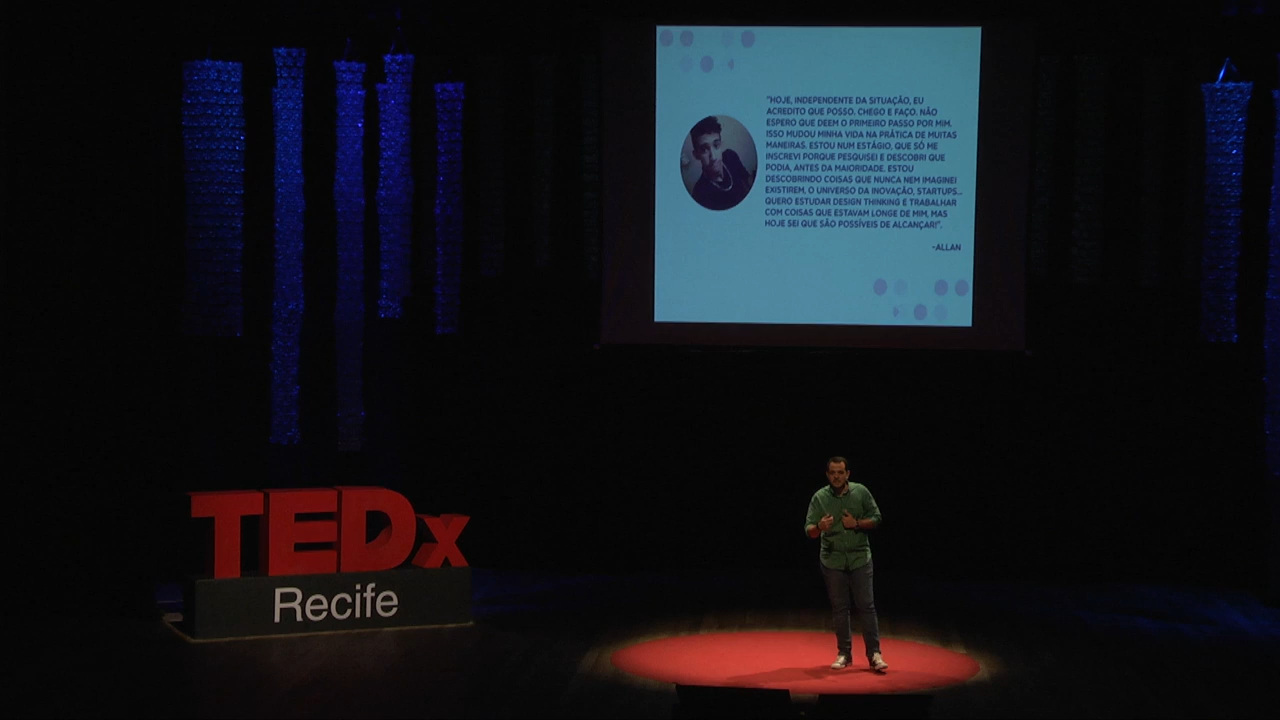 "HOJE, INDEPENDENTE DA SITUAÇÃO, EU
ACREDITO QUE POSSO. CHEGO E FAÇO. NÃO
ESPERO QUE DEEM O PRIMEIRO PASSO POR MIM.
ISSO MUDOU MINHA VIDA NA PRÁTICA DE MUITAS
MANEIRAS. ESTOU NUM ESTÁGIO, QUE SÓ ME
INSCREVI PORQUE PESQUISEI E DESCOBRI QUE
PODIA, ANTES DA MAIORIDADE. ESTOU
DESCOBRINDO COISAS QUE NUNCA NEM IMAGINEI
EXISTIREM, O UNIVERSO DA INOVAÇÃO, STARTUPS...
QUERO ESTUDAR DESIGN THINKING E TRABALHAR
COM COISAS QUE ESTAVAM LONGE DE MIM, MAS
HOJE SEI QUE SÃO POSSÍVEIS DE ALCANÇAR!".
-ALLAN
TEDx
Recife